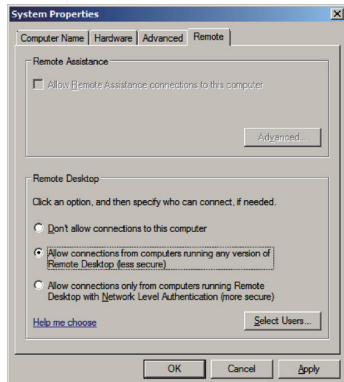 System Properties
Computer Name Hardware Advanced Remote
Remote Assistance
Allow Remote Assistance connections to this computer
Advanced...
Remote Desktop
Click an option, and then specify who can connect, if needed.
Don't allow connections to this computer
Allow connections from computers running any version of
Remote Desktop (less secure)
Allow connections only from computers running Remote
Desktop with Network Level Authentication (more secure)
Help me choose
Select Users...
OK Cancel Apply